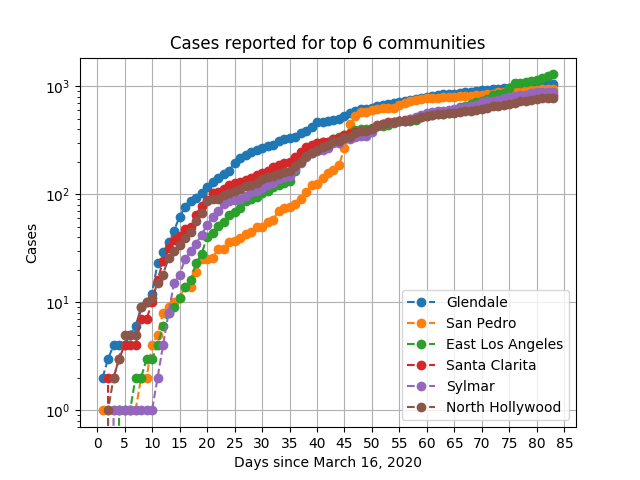 Cases reported for top 6 communities
Cases
10³
10²
10¹
10⁰
Glendale
San Pedro
East Los Angeles
Santa Clarita
Sylmar
North Hollywood
0 5 10 15 20 25 30 35 40 45 50 55 60 65 70 75 80 85
Days since March 16, 2020